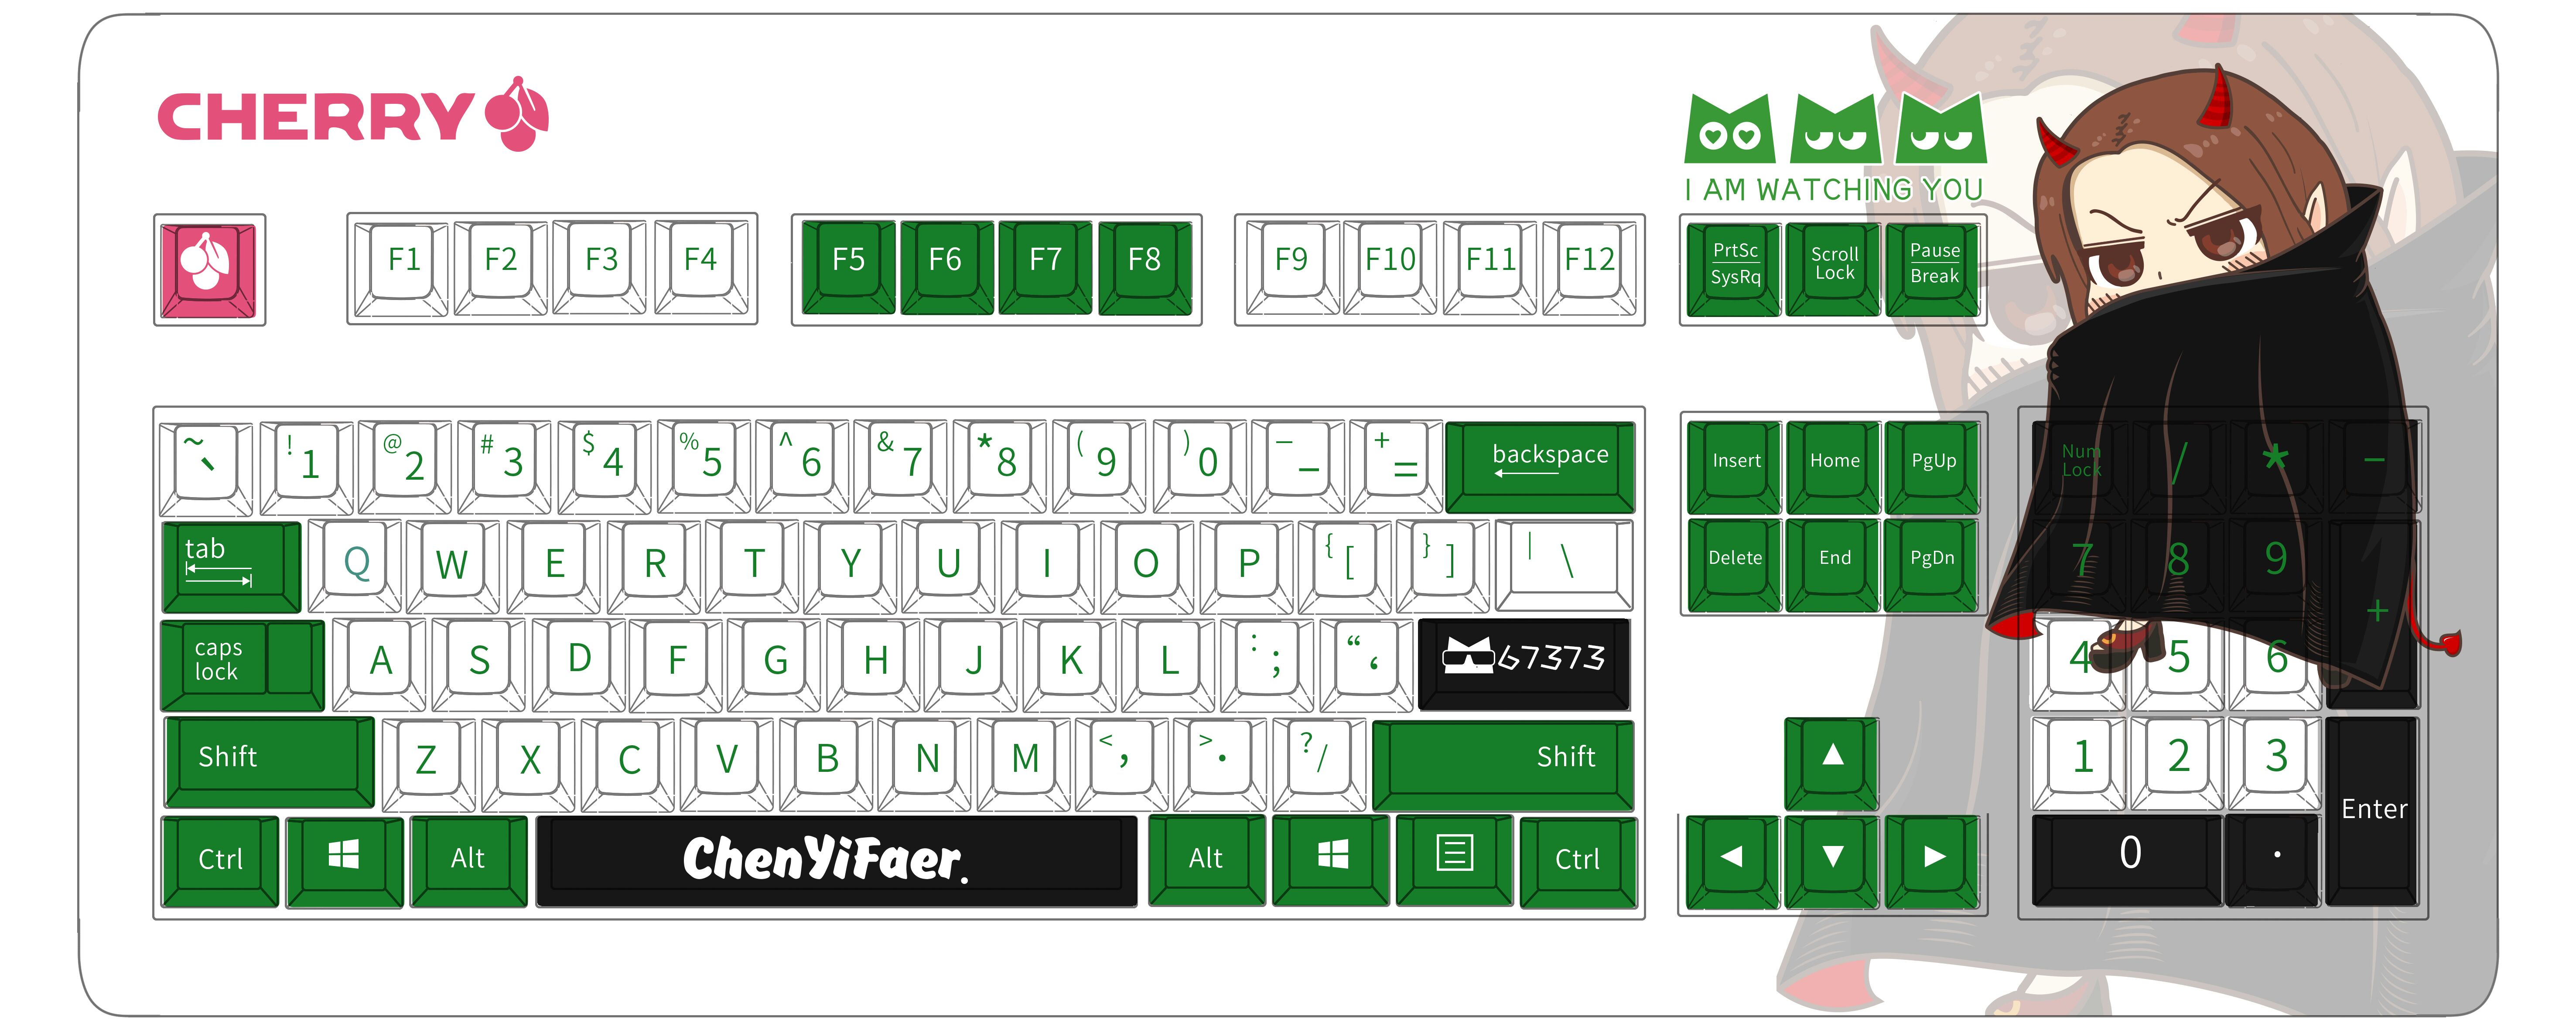 CHERRY
I AM WATCHING YOU
F1 F2 F3 F4 F5 F6 F7 F8 F9 F10 F11 F12
PrtSc
SysRq
Scroll
Lock
Pause
Break
~ 、 ! 1 @ 2 # 3 $ 4 % 5 ^ 6 & 7 * 8 ( 9 ) 0 – – + = backspace
tab Q W E R T Y U I O P { [ } ] | \
caps
lock
A S D F G H J K L : ; “ ‘ 67373
Shift Z X C V B N M < , > . ? / Shift
Ctrl Alt ChenYiFaer. Alt Ctrl
Insert Home PgUp
Delete End PgDn
▲
◀ ▼ ▶
Num
Lock
/ * –
7 8 9 +
4 5 6
1 2 3 Enter
0 ·